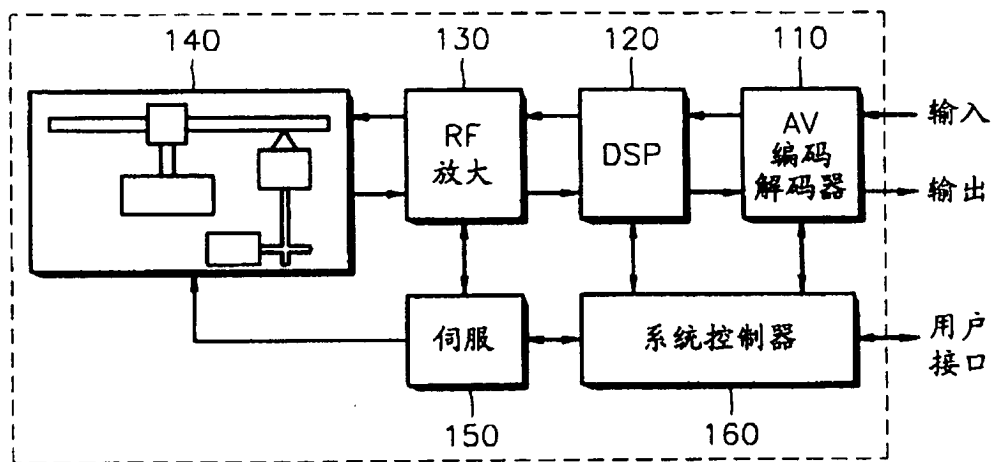 140
130
120
110
RF
放大
DSP
AV
编码
解码器
输入
输出
伺服
系统控制器
用户
接口
150
160